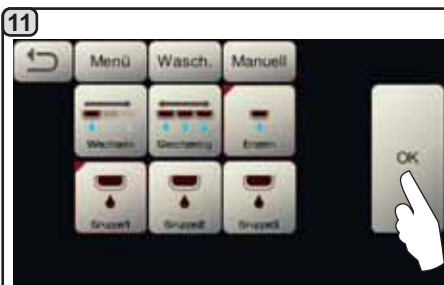 11
Menü Wasch. Manuell
Wechseln Gleichzeitig Einzeln
OK
Gruppe1 Gruppe2 Gruppe3